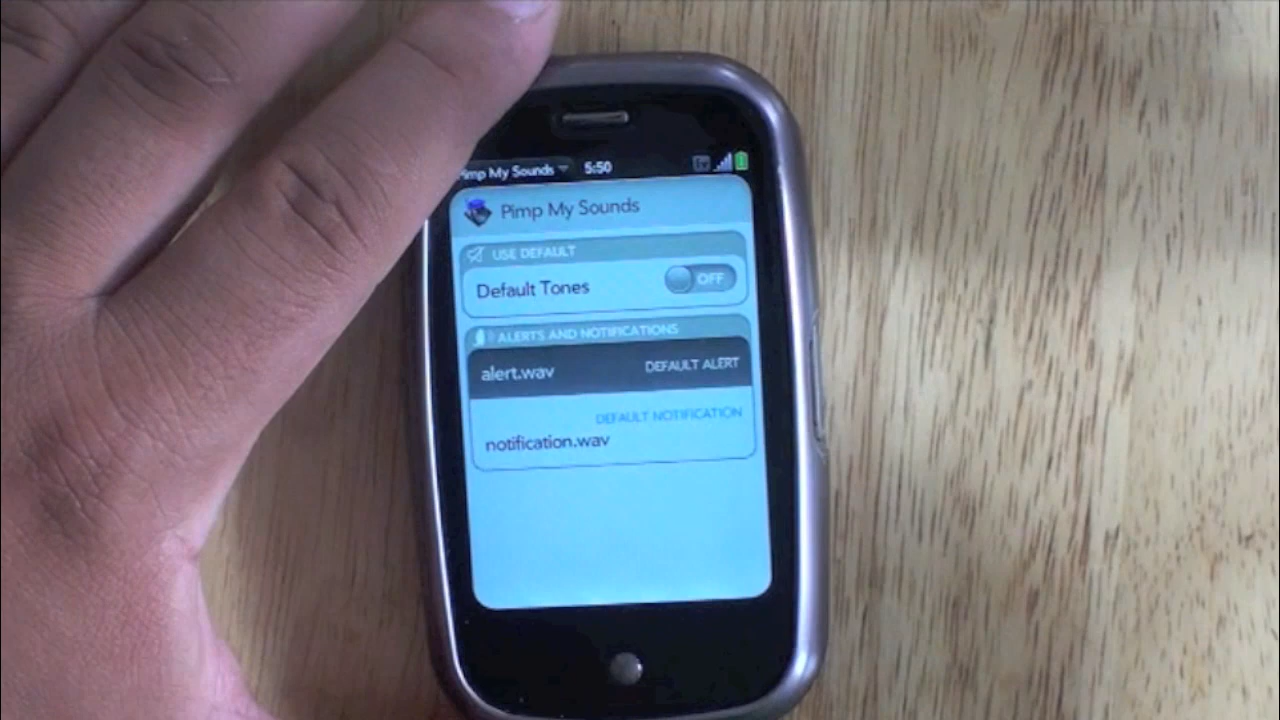 Pimp My Sounds 5:50 Ev
Pimp My Sounds
USE DEFAULT
Default Tones OFF
ALERTS AND NOTIFICATIONS
alert.wav DEFAULT ALERT
DEFAULT NOTIFICATION
notification.wav